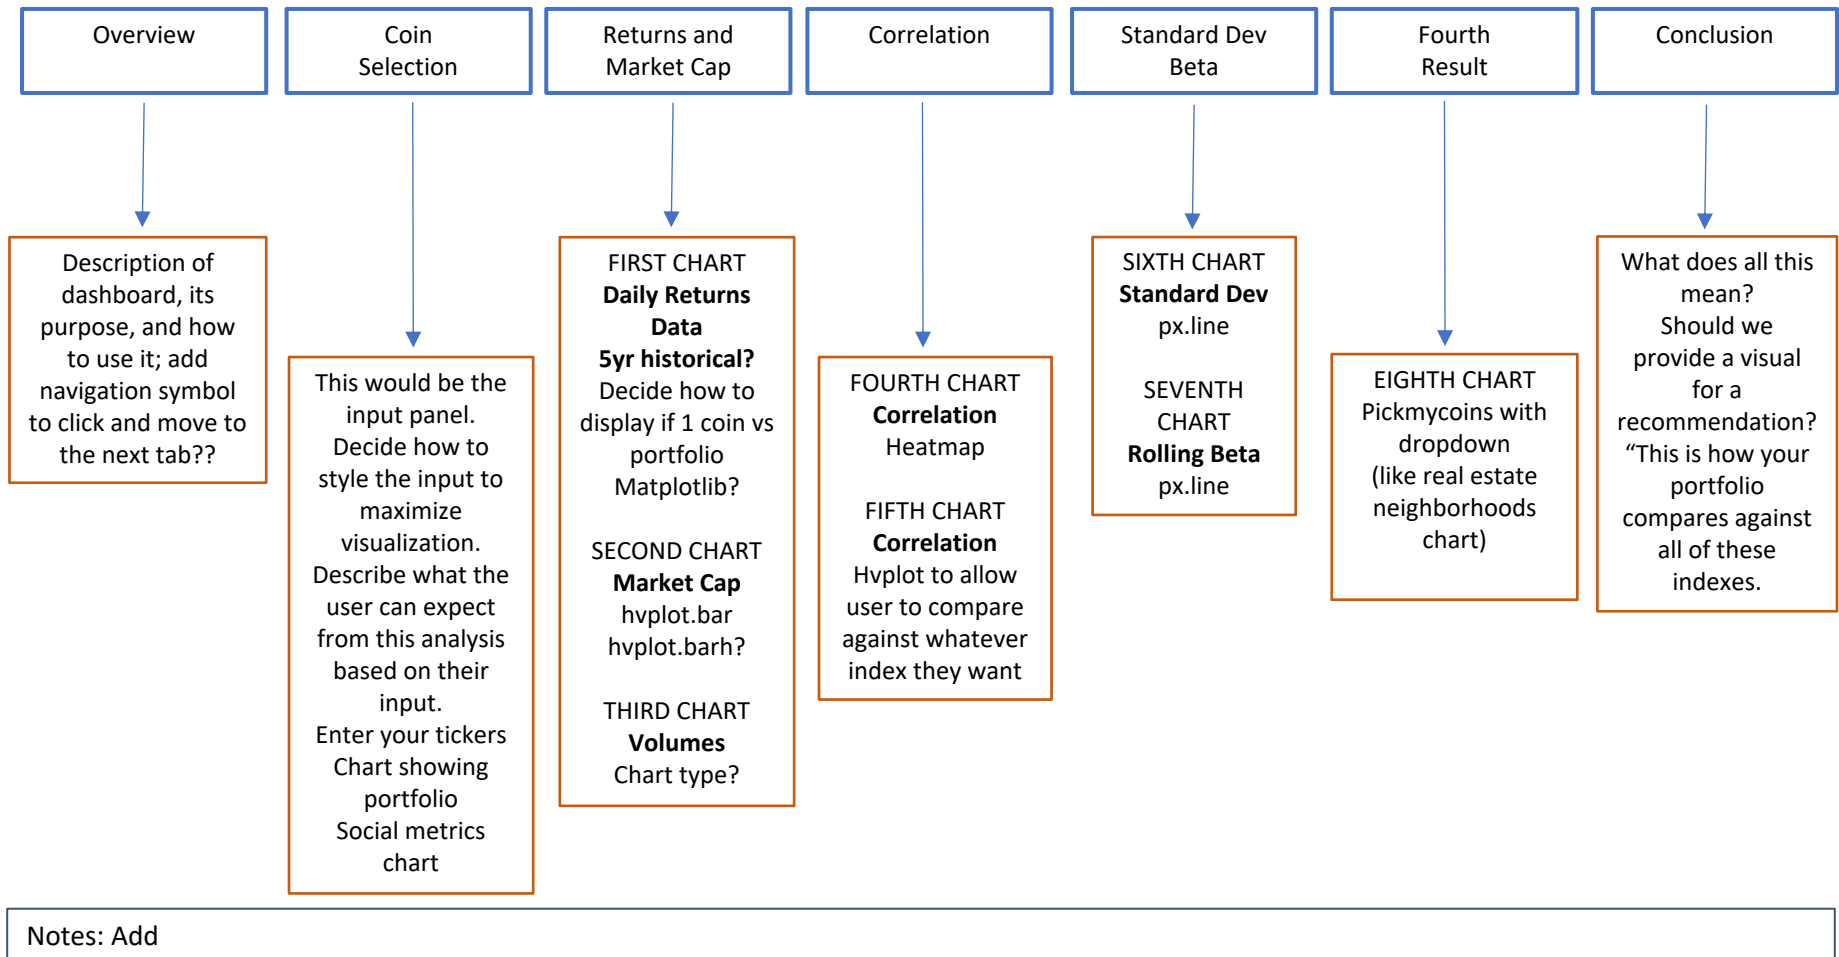 Overview
Coin
Selection
Returns and
Market Cap
Correlation
Standard Dev
Beta
Fourth
Result
Conclusion
Description of
dashboard, its
purpose, and how
to use it; add
navigation symbol
to click and move to
the next tab??
This would be the
input panel.
Decide how to
style the input to
maximize
visualization.
Describe what the
user can expect
from this analysis
based on their
input.
Enter your tickers
Chart showing
portfolio
Social metrics
chart
FIRST CHART
Daily Returns
Data
5yr historical?
Decide how to
display if 1 coin vs
portfolio
Matplotlib?
SECOND CHART
Market Cap
hvplot.bar
hvplot.barh?
THIRD CHART
Volumes
Chart type?
FOURTH CHART
Correlation
Heatmap
FIFTH CHART
Correlation
Hvplot to allow
user to compare
against whatever
index they want
SIXTH CHART
Standard Dev
px.line
SEVENTH
CHART
Rolling Beta
px.line
EIGHTH CHART
Pickmycoins with
dropdown
(like real estate
neighborhoods
chart)
What does all this
mean?
Should we
provide a visual
for a
recommendation?
“This is how your
portfolio
compares against
all of these
indexes.
Notes: Add